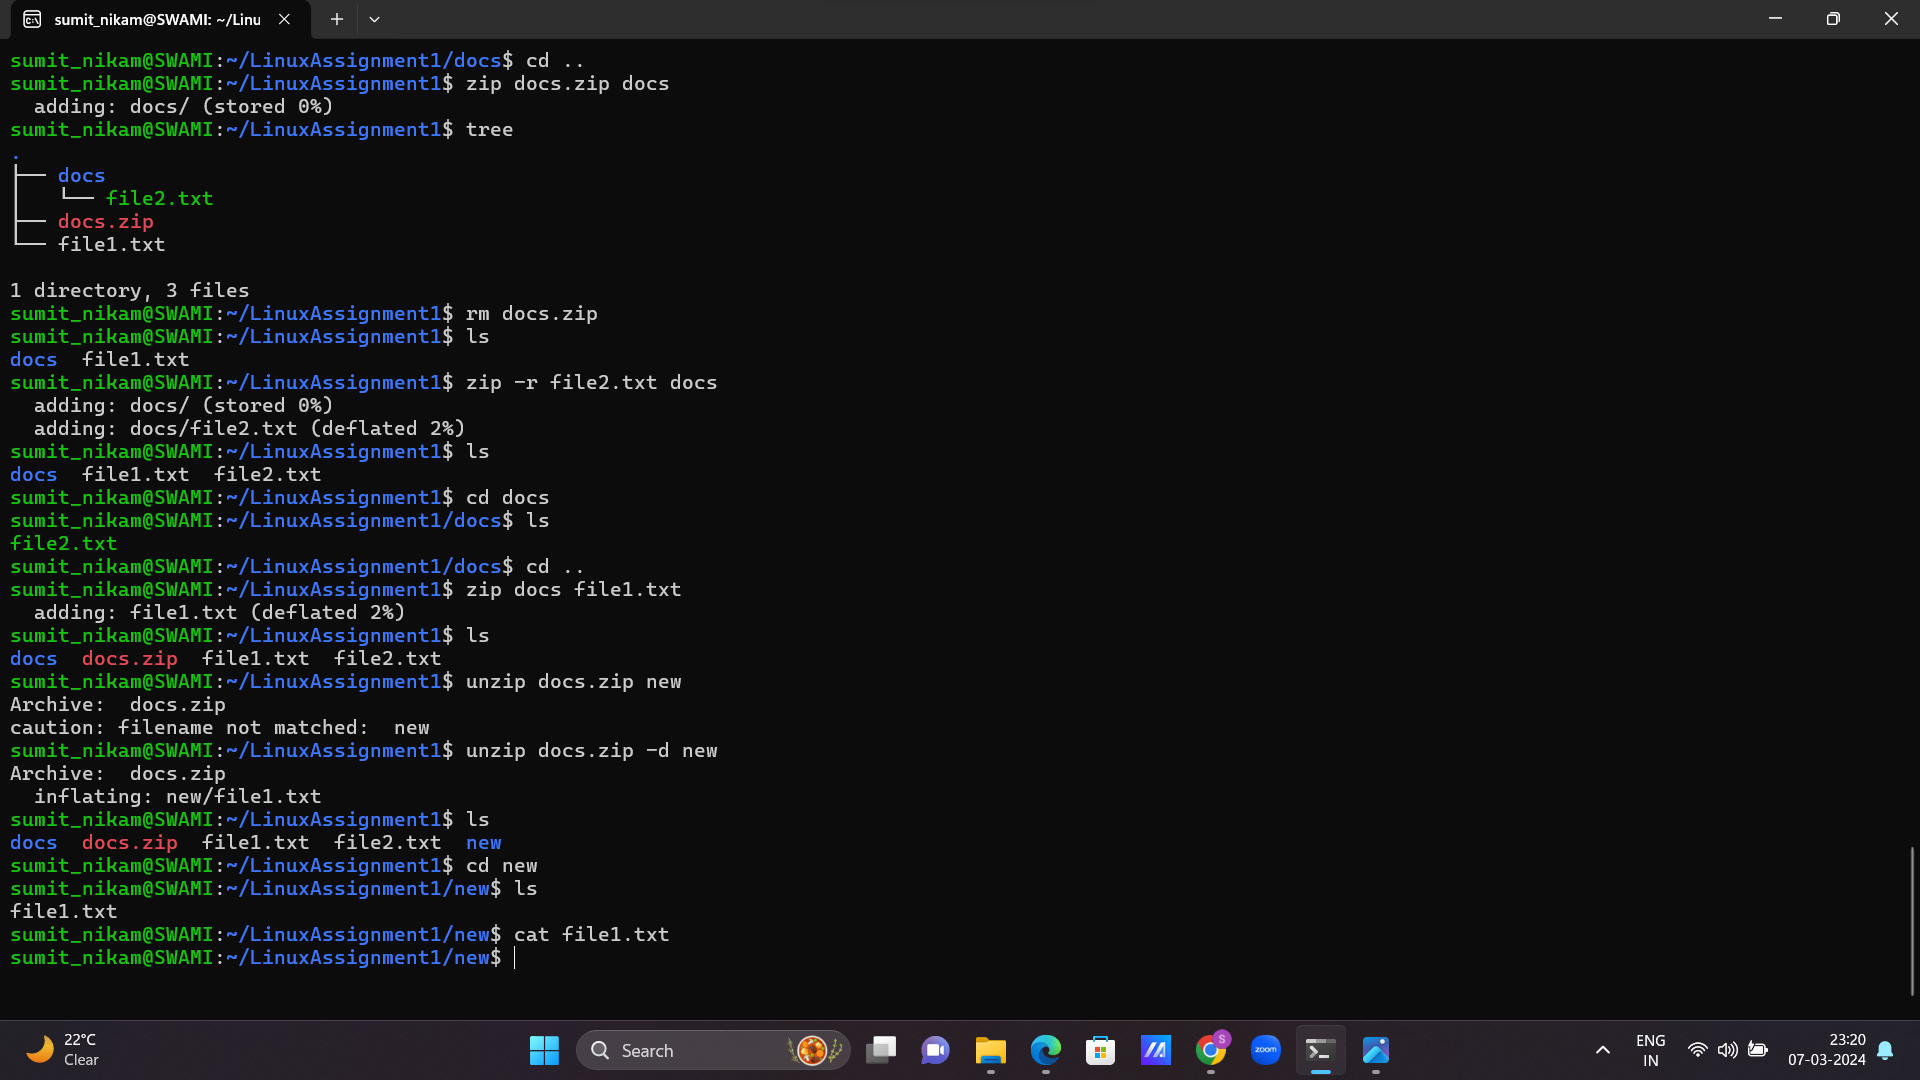 sumit_nikam@SWAMI: ~/Linu
sumit_nikam@SWAMI:~/LinuxAssignment1/docs$ cd ..
sumit_nikam@SWAMI:~/LinuxAssignment1$ zip docs.zip docs
  adding: docs/ (stored 0%)
sumit_nikam@SWAMI:~/LinuxAssignment1$ tree
.
├── docs
│   └── file2.txt
├── docs.zip
└── file1.txt
1 directory, 3 files
sumit_nikam@SWAMI:~/LinuxAssignment1$ rm docs.zip
sumit_nikam@SWAMI:~/LinuxAssignment1$ ls
docs  file1.txt
sumit_nikam@SWAMI:~/LinuxAssignment1$ zip -r file2.txt docs
  adding: docs/ (stored 0%)
  adding: docs/file2.txt (deflated 2%)
sumit_nikam@SWAMI:~/LinuxAssignment1$ ls
docs  file1.txt  file2.txt
sumit_nikam@SWAMI:~/LinuxAssignment1$ cd docs
sumit_nikam@SWAMI:~/LinuxAssignment1/docs$ ls
file2.txt
sumit_nikam@SWAMI:~/LinuxAssignment1/docs$ cd ..
sumit_nikam@SWAMI:~/LinuxAssignment1$ zip docs file1.txt
  adding: file1.txt (deflated 2%)
sumit_nikam@SWAMI:~/LinuxAssignment1$ ls
docs  docs.zip  file1.txt  file2.txt
sumit_nikam@SWAMI:~/LinuxAssignment1$ unzip docs.zip new
Archive:  docs.zip
caution: filename not matched:  new
sumit_nikam@SWAMI:~/LinuxAssignment1$ unzip docs.zip -d new
Archive:  docs.zip
  inflating: new/file1.txt
sumit_nikam@SWAMI:~/LinuxAssignment1$ ls
docs  docs.zip  file1.txt  file2.txt  new
sumit_nikam@SWAMI:~/LinuxAssignment1$ cd new
sumit_nikam@SWAMI:~/LinuxAssignment1/new$ ls
file1.txt
sumit_nikam@SWAMI:~/LinuxAssignment1/new$ cat file1.txt
sumit_nikam@SWAMI:~/LinuxAssignment1/new$
22°C
Clear
Search
S
zoom
ENG
IN
23:20
07-03-2024